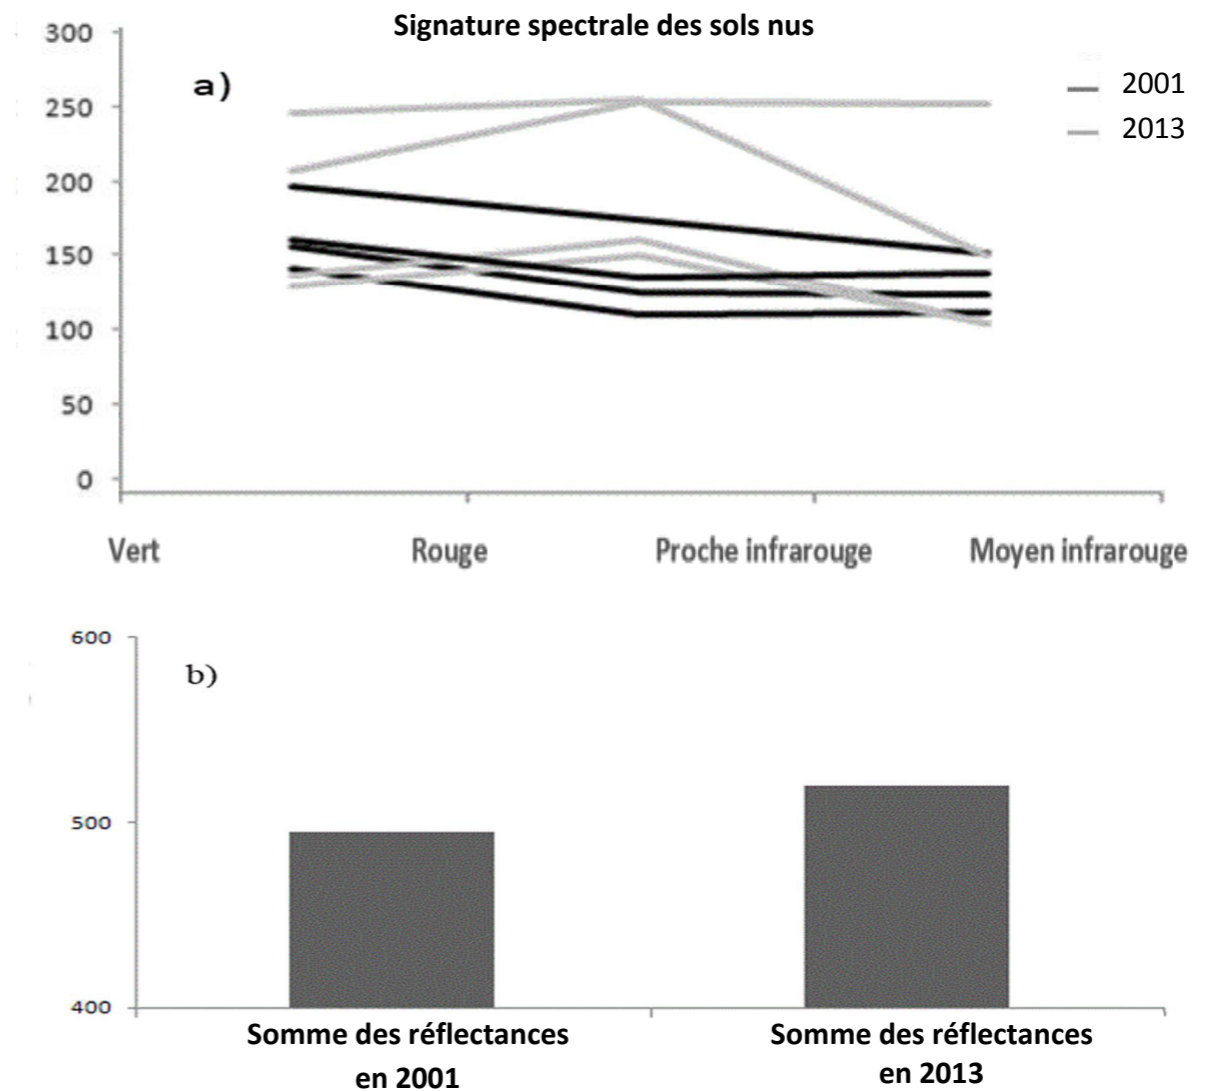 Signature spectrale des sols nus
300
a)
2001
250
2013
200
150
100
50
0
Vert Rouge Proche infrarouge Moyen infrarouge
600
b)
500
400
Somme des réflectances
en 2001
Somme des réflectances
en 2013